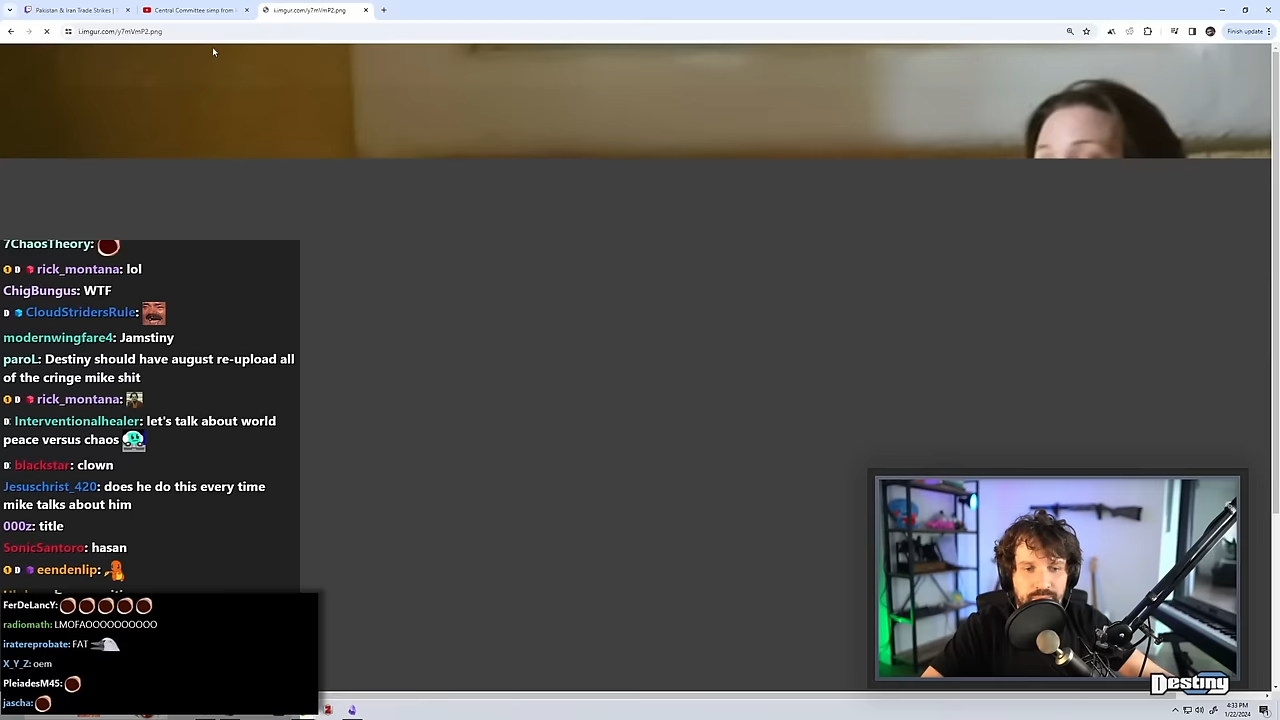 Pakistan & Iran Trade Strikes |
Central Committee simp from
i.imgur.com/y7mVmP2.png
i.imgur.com/y7mVmP2.png
Finish update
7ChaosTheory:
rick_montana: lol
ChigBungus: WTF
CloudStridersRule:
modernwingfare4: Jamstiny
paroL: Destiny should have august re-upload all
of the cringe mike shit
rick_montana:
Interventionalhealer: let's talk about world
peace versus chaos
blackstar: clown
Jesuschrist_420: does he do this every time
mike talks about him
000z: title
SonicSantoro: hasan
eendenlip:
FerDeLancY:
radiomath: LMOFAOOOOOOOOOO
iratereprobate: FAT
X_Y_Z: oem
PleiadesM45:
jascha:
Destiny
4:33 PM
1/22/2024